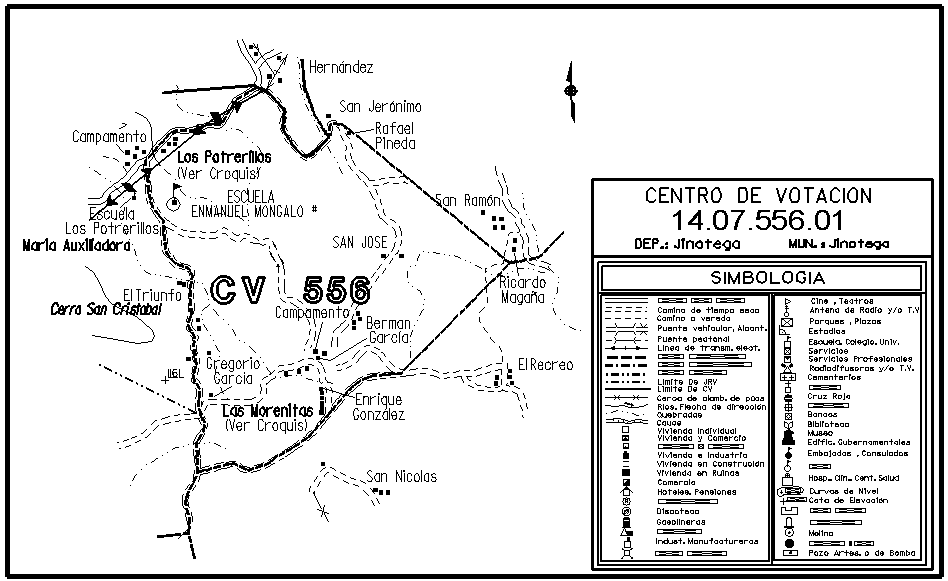 Hernández
San Jerónimo
Rafael
Pineda
Campamento
Los Potrerillos
(Ver Croquis)
ESCUELA
ENMANUEL MONGALO #
Escuela
Los Potrerillos
Maria Auxiliadora
San Ramón
SAN JOSE
Ricardo
Magaña
El Triunfo
CV 556
Cerro San Cristobal
Campamento
Berman
García
Gregorio
García
El Recreo
116L
Las Morenitas
(Ver Croquis)
Enrique
González
San Nicolas
CENTRO DE VOTACION
14.07.556.01
DEP.: Jinotega MUN.: Jinotega
SIMBOLOGIA
Camino de tiempo seco
Camino o vereda
Puente vehicular, Alcant.
Puente peatonal
Linea de transm. elect.
Limite De JRV
Limite De CV
Cerca de alamb. de púas
Rios, Flecha de dirección
Quebradas
Cauce
Vivienda Individual
Vivienda y Comercio
Vivienda e Industria
Vivienda en Construcción
Vivienda en Ruinas
Comercio
Hoteles, Pensiones
Discoteca
Gasolineras
Indust. Manufactureras
Cine, Teatros
Antena de Radio y/o T.V
Parques, Plazas
Estadios
Escuela, Colegio, Univ.
Servicios
Servicios Profesionales
Radiodifusoras y/o T.V.
Cementerios
Cruz Roja
Bancos
Biblioteca
Museo
Edific. Gubernamentales
Embajadas, Consulados
Hosp., Clín., Cent. Salud
Curvas de Nivel
Cota de Elevación
Molino
Pozo Artes. o de Bomba